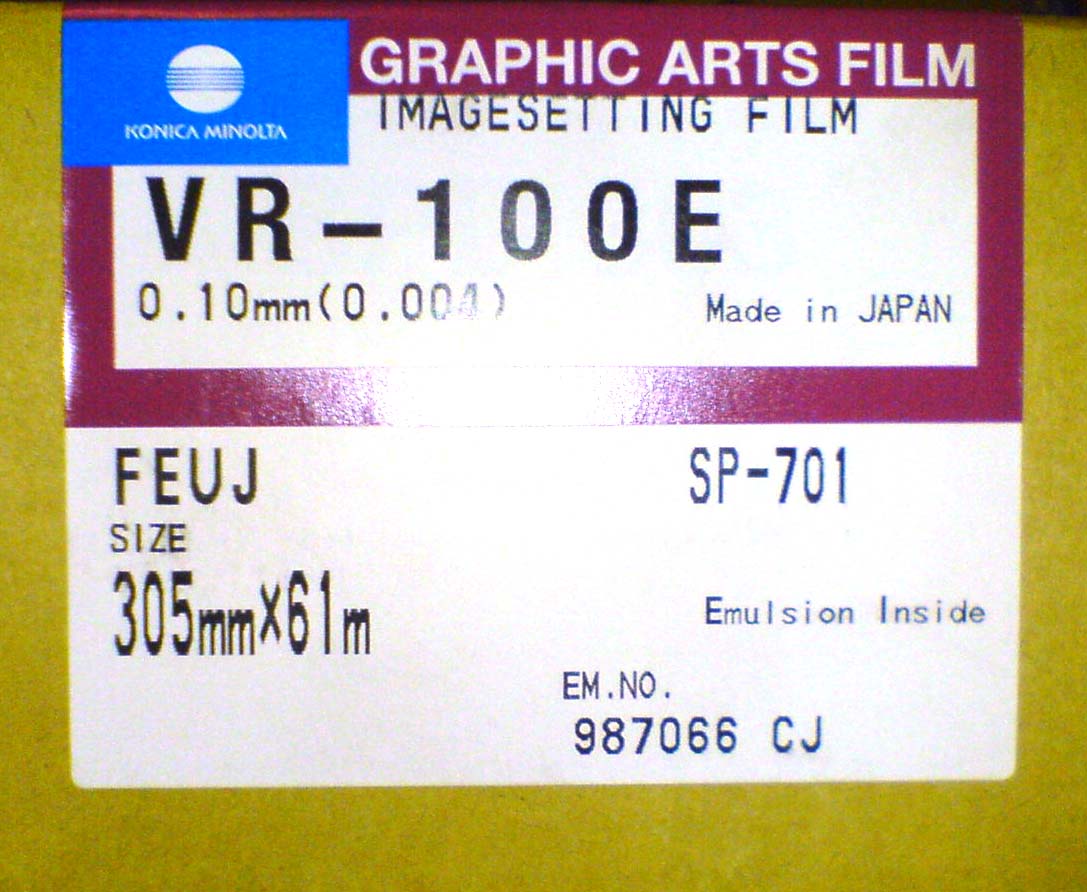 KONICA MINOLTA
GRAPHIC ARTS FILM
IMAGESETTING FILM
VR-100E
0.10mm(0.004)
Made in JAPAN
FEUJ
SP-701
SIZE
305mm×61m
Emulsion Inside
EM.NO.
987066 CJ